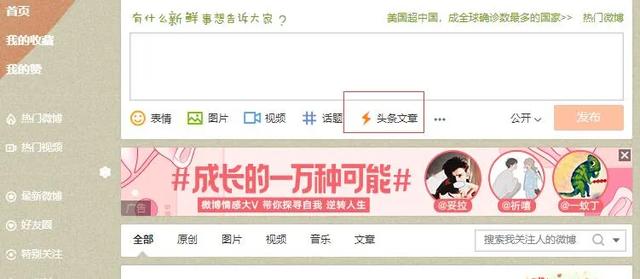 首页
我的收藏
我的赞
热门微博
热门视频
最新微博
好友圈
特别关注
有什么新鲜事想告诉大家?
美国超中国，成全球确诊数最多的国家>> 热门微博
表情 图片 视频 话题 头条文章 ••• 公开 发布
#成长的一万种可能#
微博情感大V 带你探寻自我 逆转人生
广告
@妥拉 @祈嘻 @一蚊丁
全部 原创 图片 视频 音乐 文章 搜索我关注人的微博